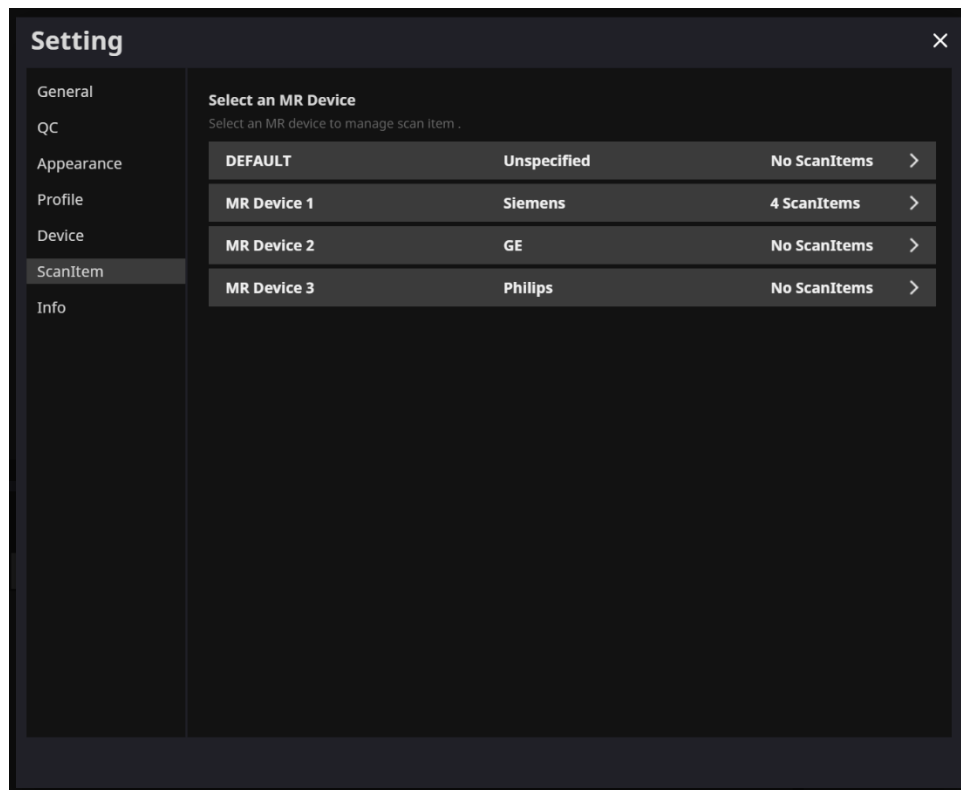 Setting
General
QC
Appearance
Profile
Device
ScanItem
Info
Select an MR Device
Select an MR device to manage scan item .
DEFAULT Unspecified No ScanItems
MR Device 1 Siemens 4 ScanItems
MR Device 2 GE No ScanItems
MR Device 3 Philips No ScanItems